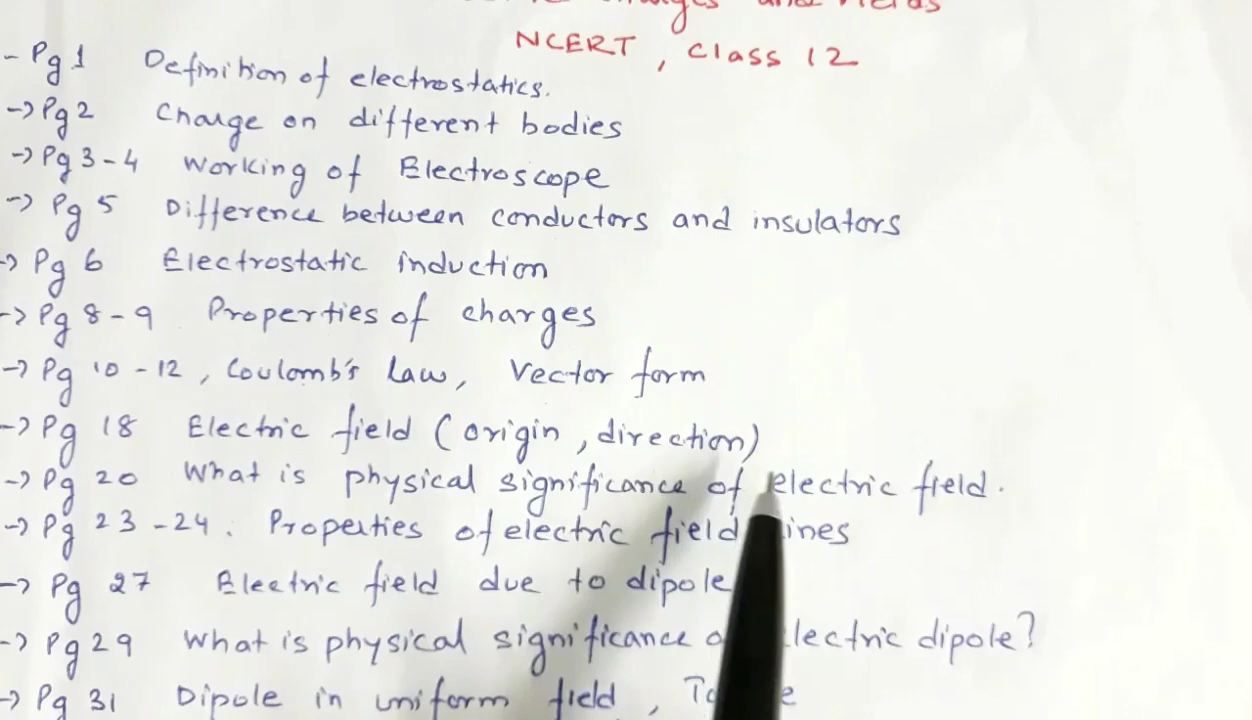 and
NCERT, Class 12
- Pg 1 Definition of electrostatics.
-> Pg 2 Charge on different bodies
-> Pg 3-4 Working of Electroscope
-> Pg 5 Difference between conductors and insulators
-> Pg 6 Electrostatic induction
-> Pg 8-9 Properties of charges
-> Pg 10-12, Coulomb's law, Vector form
-> Pg 18 Electric field (origin, direction)
-> Pg 20 What is physical significance of electric field.
-> Pg 23-24. Properties of electric field lines
-> Pg 27 Electric field due to dipole
-> Pg 29 What is physical significance electric dipole?
-> Pg 31 Dipole in uniform field,